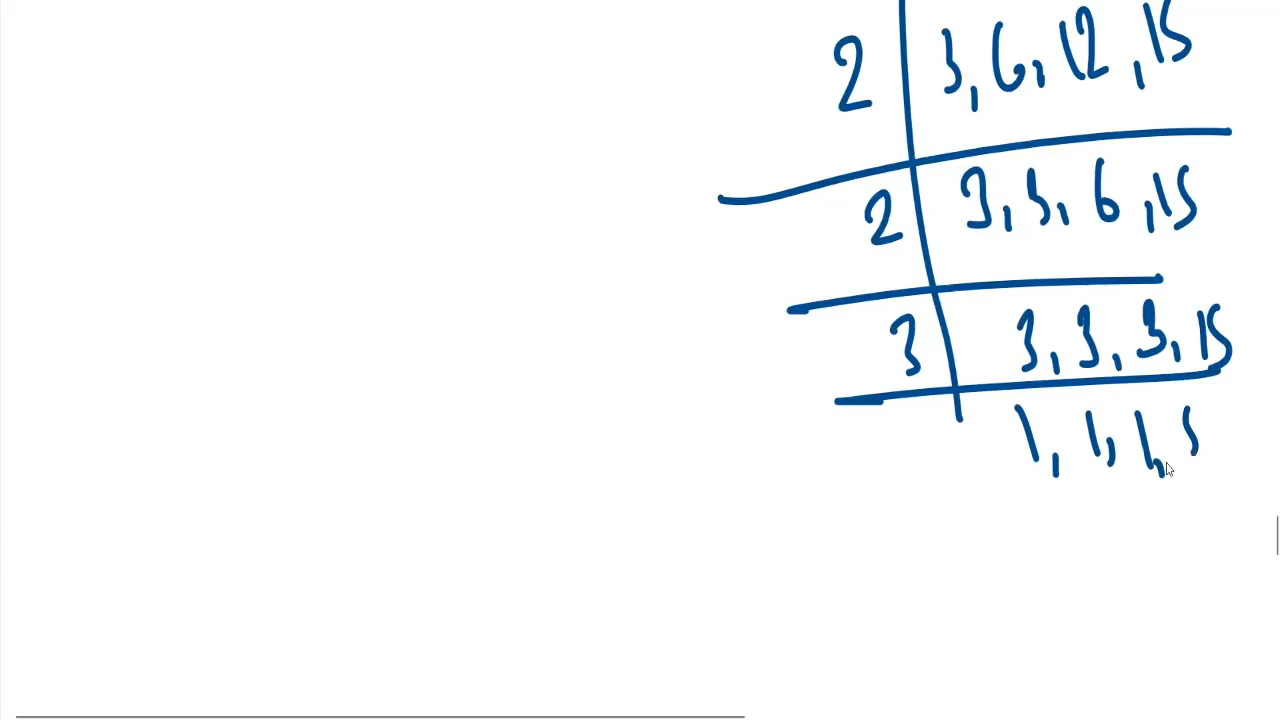 2 | 3, 6, 12, 15
2 | 3, 3, 6, 15
3 | 3, 3, 3, 15
1, 1, 1, 5